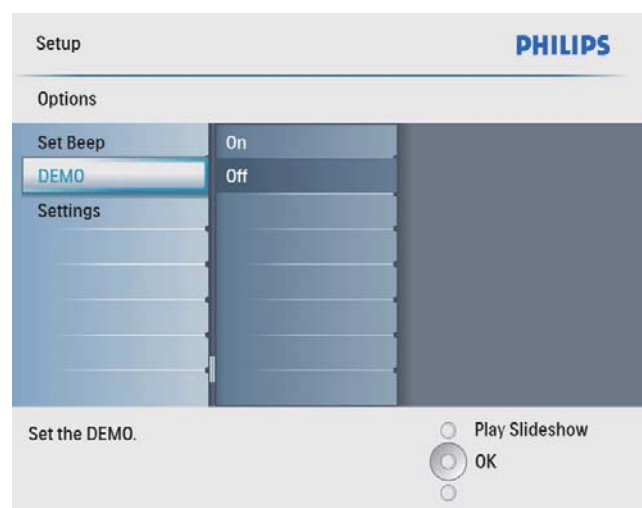 Setup
PHILIPS
Options
Set Beep
On
DEMO
Off
Settings
Set the DEMO.
Play Slideshow
OK